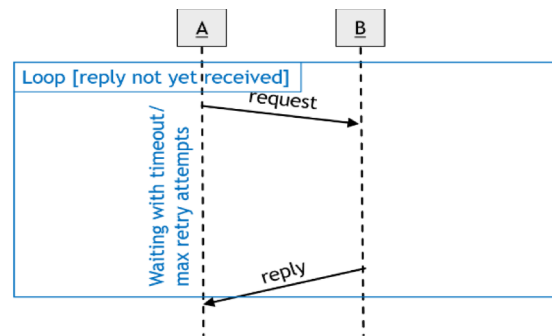 A
B
Loop [reply not yet received]
request
Waiting with timeout/
max retry attempts
reply